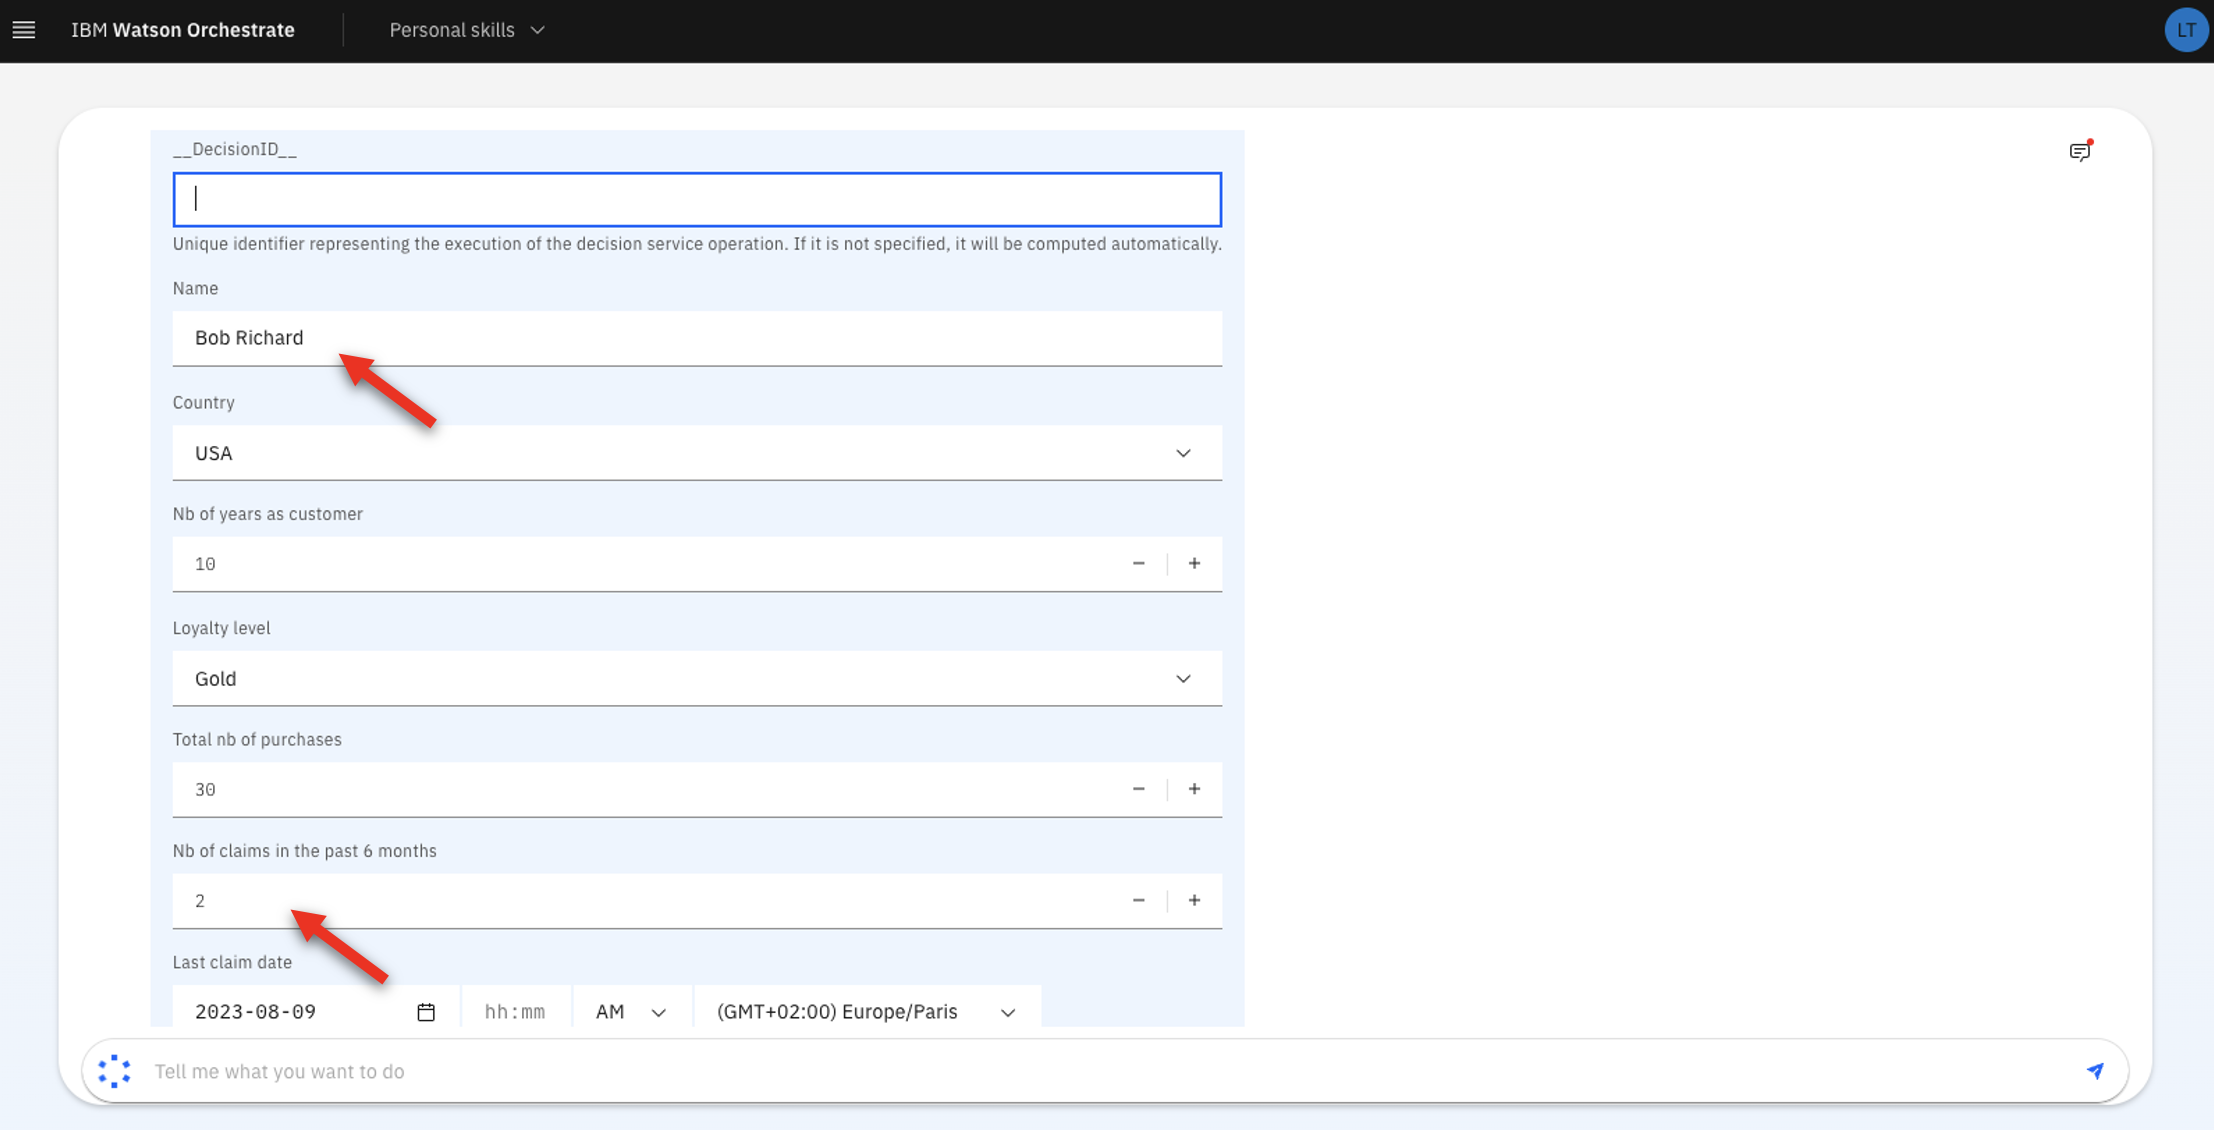 IBM Watson Orchestrate
Personal skills
LT
__DecisionID__
Unique identifier representing the execution of the decision service operation. If it is not specified, it will be computed automatically.
Name
Bob Richard
Country
USA
Nb of years as customer
10
Loyalty level
Gold
Total nb of purchases
30
Nb of claims in the past 6 months
2
Last claim date
2023-08-09 hh:mm AM (GMT+02:00) Europe/Paris
Tell me what you want to do